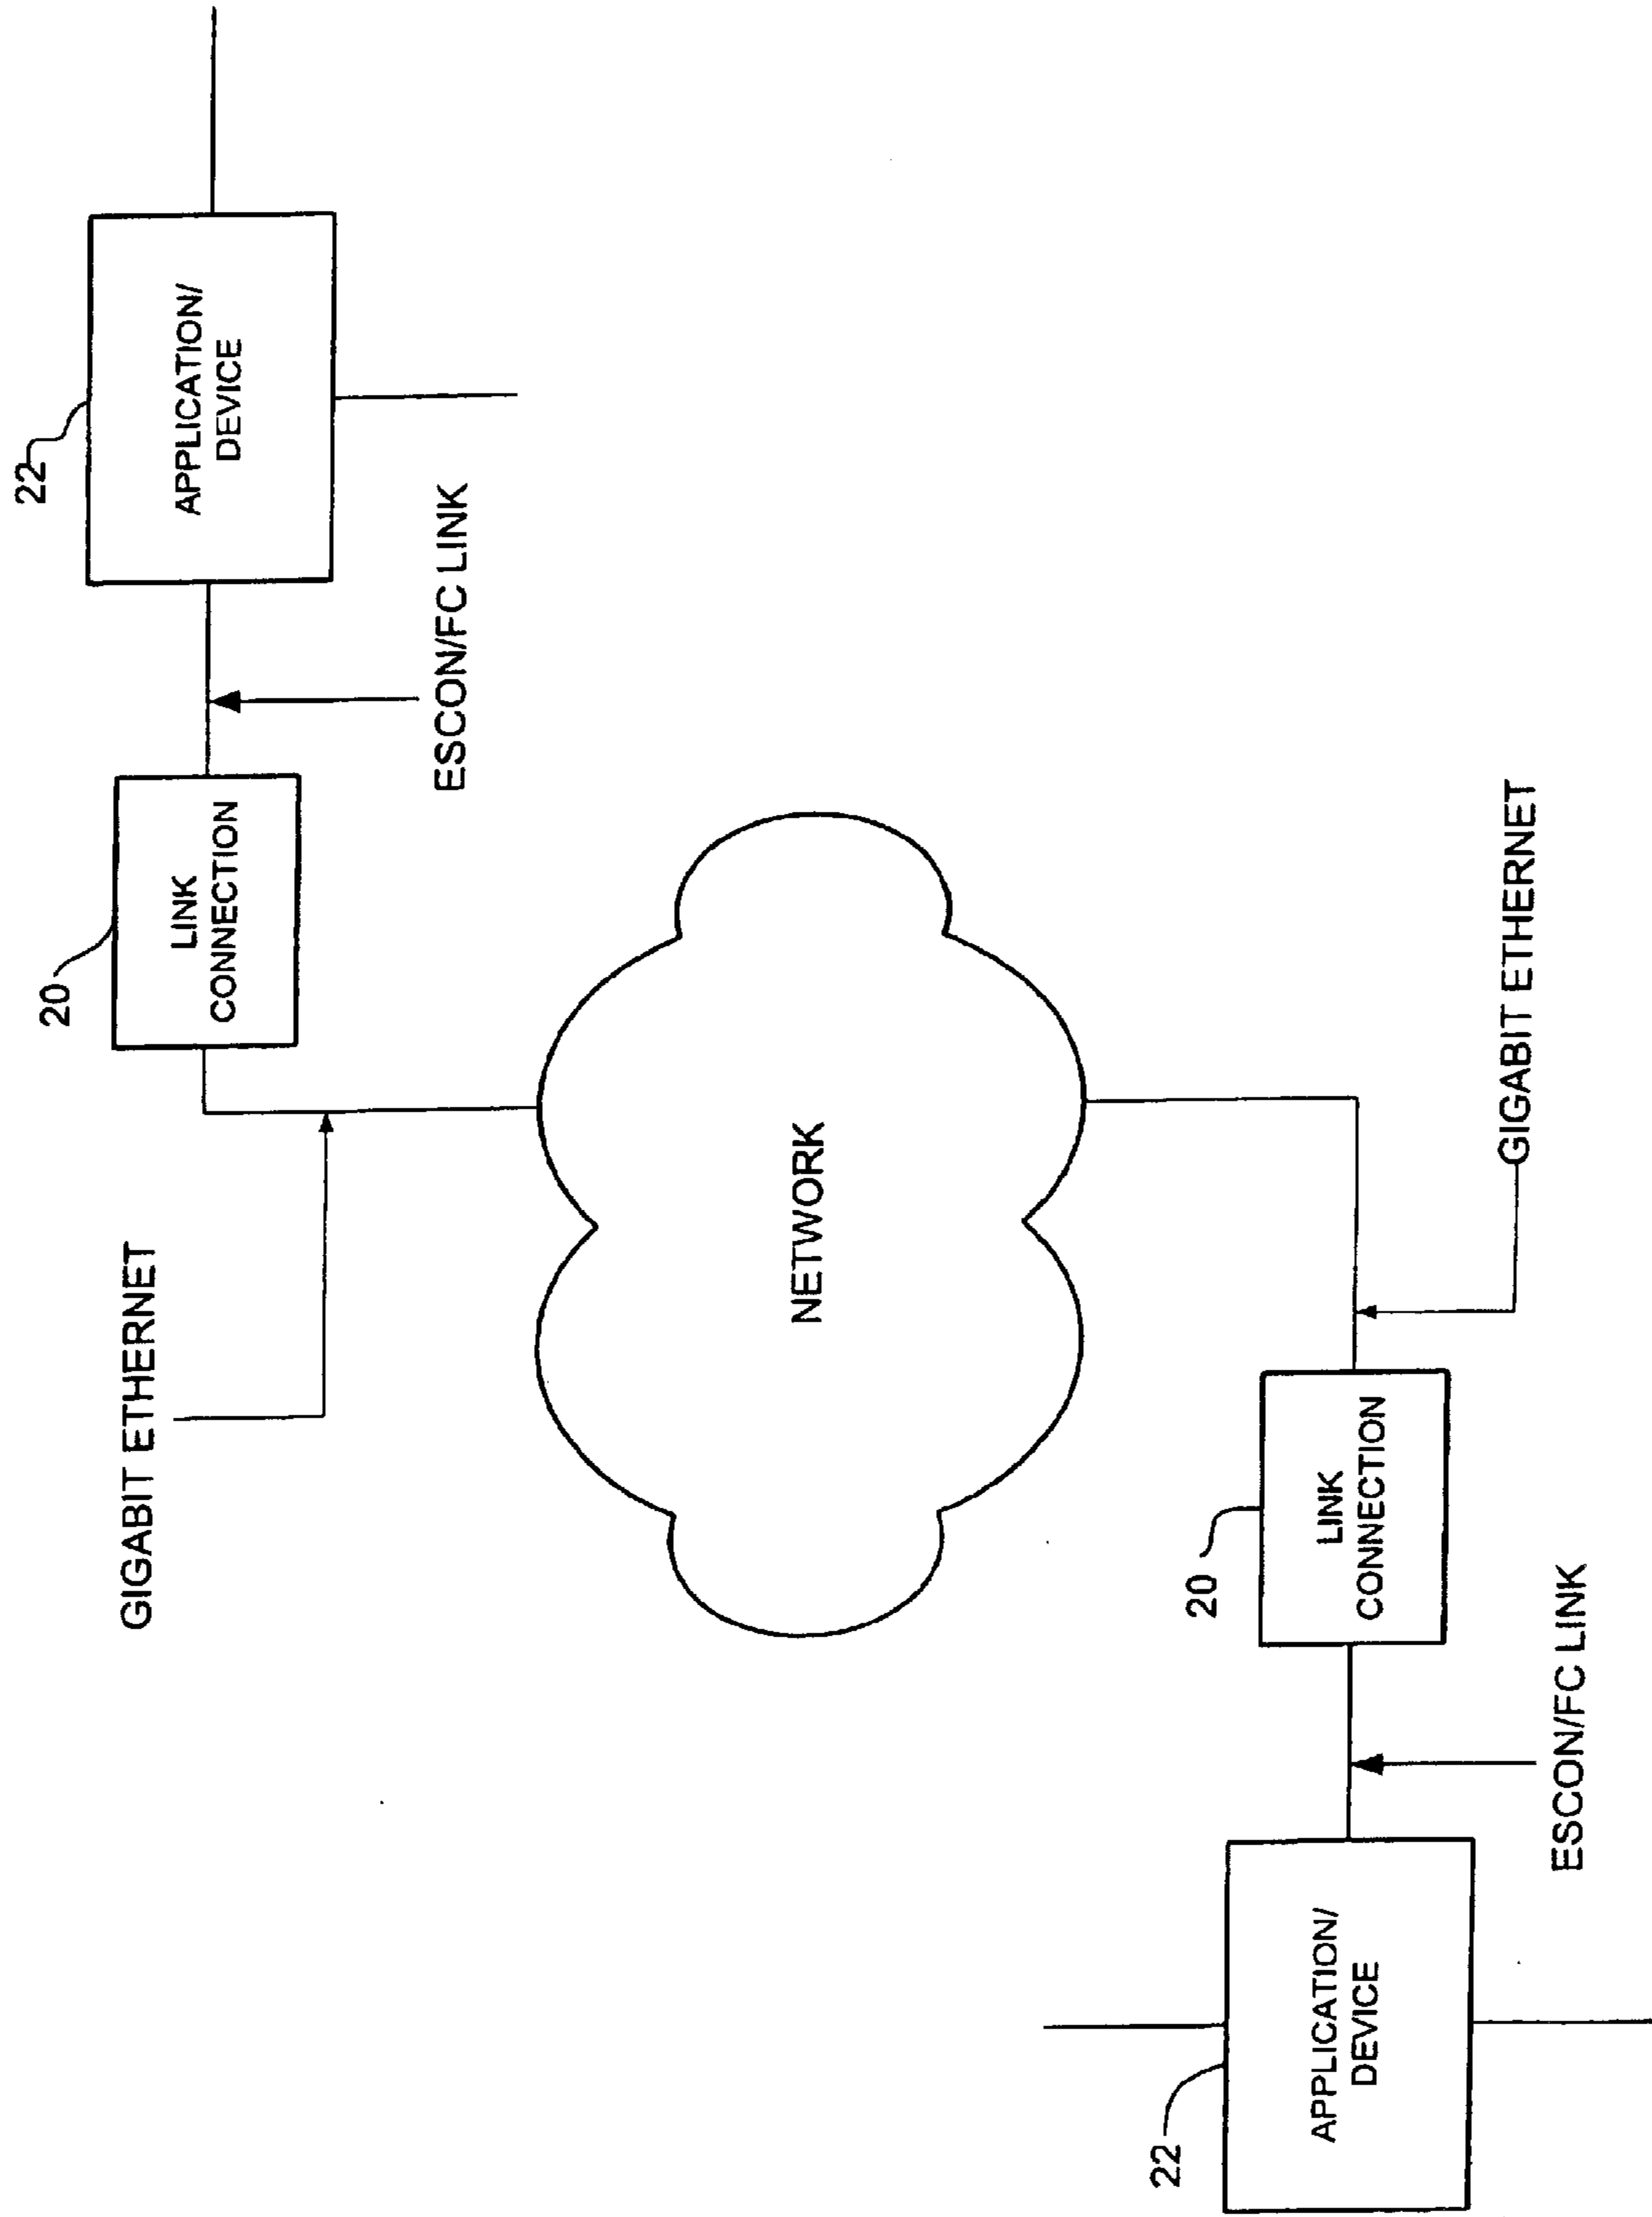 22
APPLICATION/
DEVICE
ESCON/FC LINK
20
LINK
CONNECTION
GIGABIT ETHERNET
NETWORK
GIGABIT ETHERNET
20
LINK
CONNECTION
ESCON/FC LINK
22
APPLICATION/
DEVICE